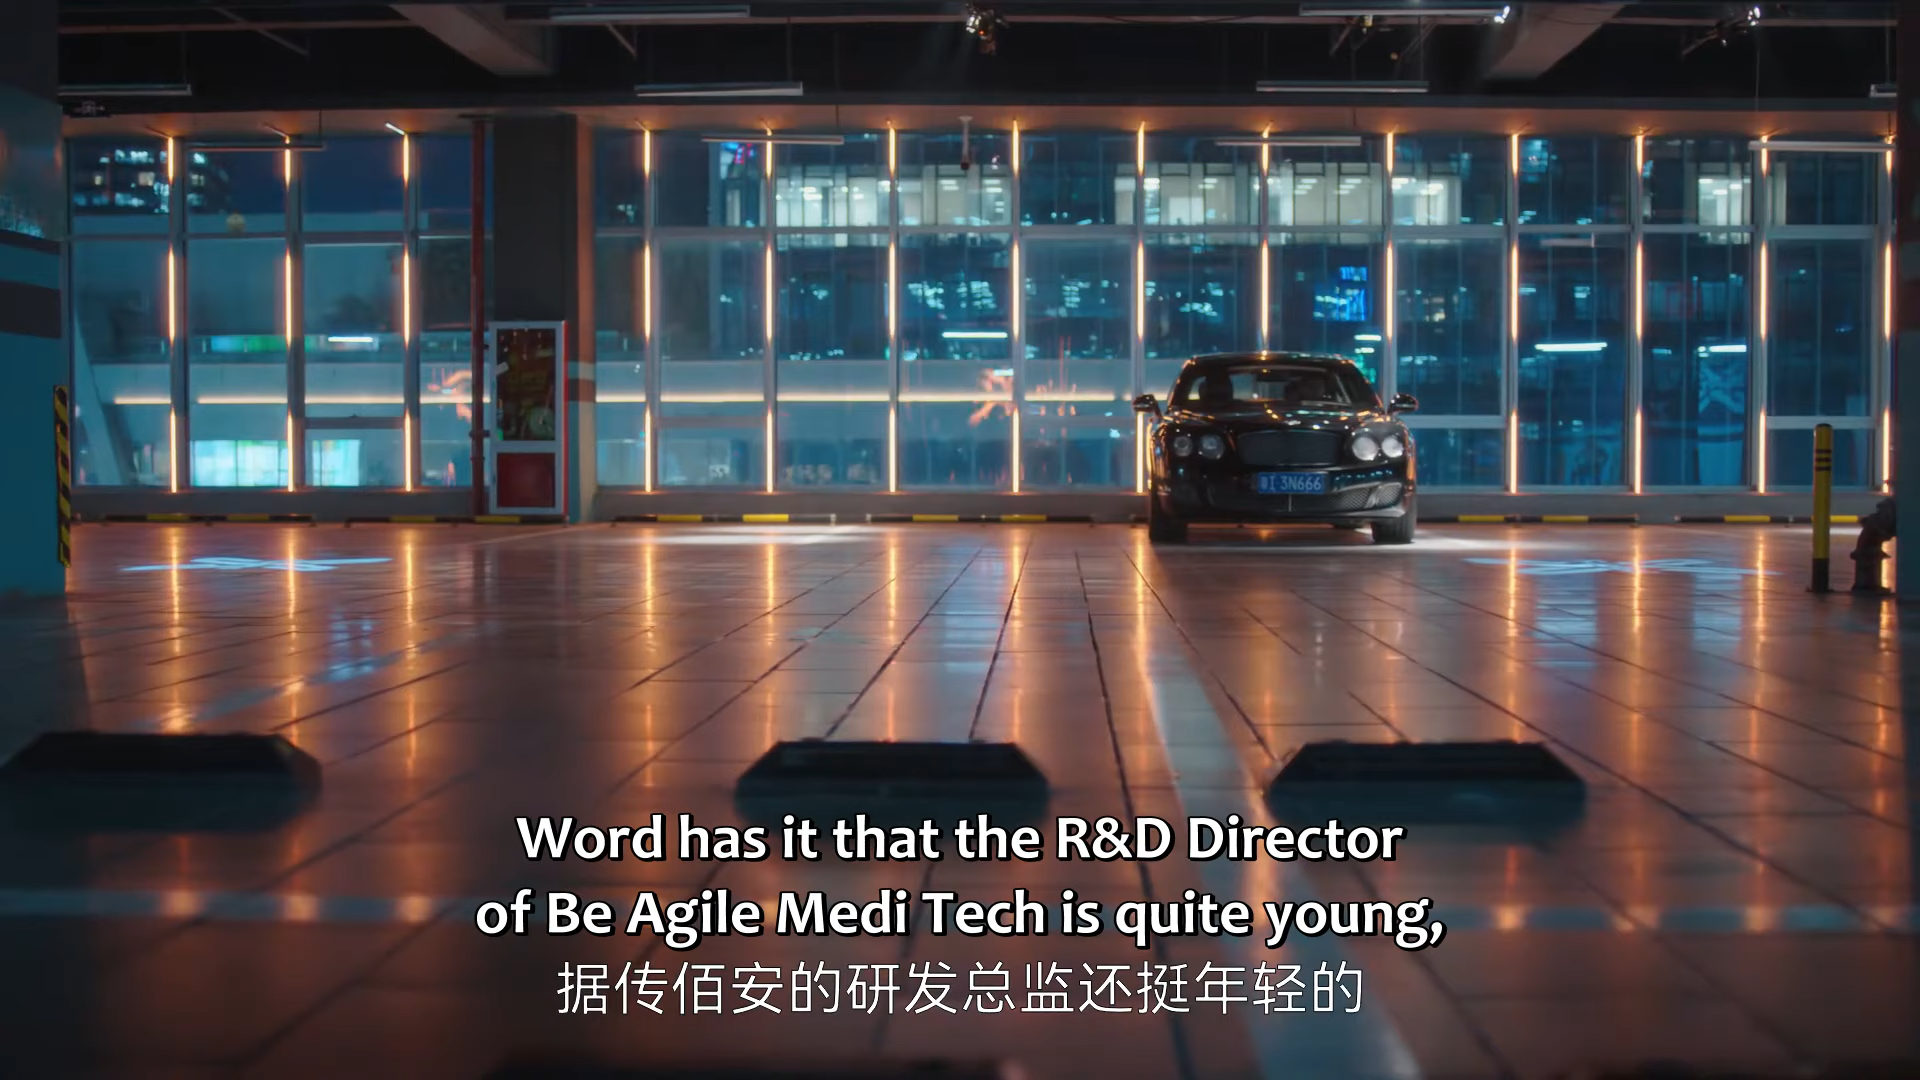 3N666
Word has it that the R&D Director
of Be Agile Medi Tech is quite young,
据传佰安的研发总监还挺年轻的